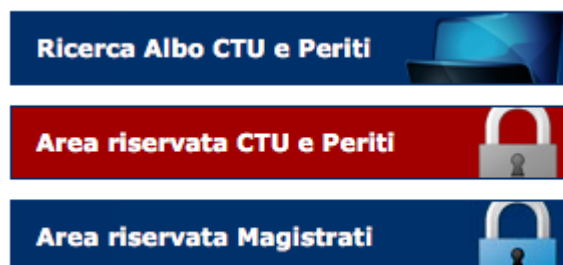 Ricerca Albo CTU e Periti
Area riservata CTU e Periti
Area riservata Magistrati